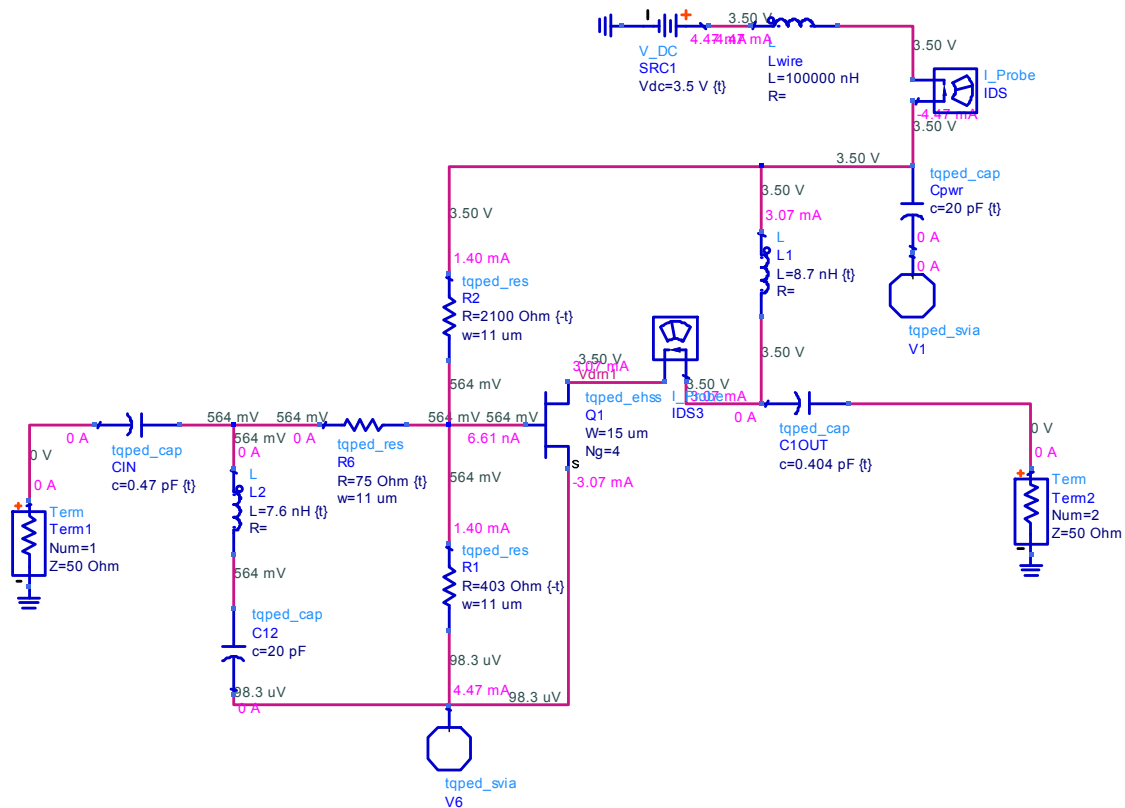 3.50 V
4.47 mA
4.47 mA
V_DC
SRC1
Vdc=3.5 V {t}
L
Lwire
L=100000 nH
R=
3.50 V
I_Probe
IDS
-4.47 mA
3.50 V
3.50 V
tqped_cap
Cpwr
c=20 pF {t}
0 A
0 A
tqped_svia
V1
3.50 V
3.07 mA
L
L1
L=8.7 nH {t}
R=
3.50 V
3.50 V
1.40 mA
tqped_res
R2
R=2100 Ohm {-t}
w=11 um
564 mV
3.50 V
3.07 mA
Vdrn1
3.50 V
-3.07 mA
I_Probe
IDS3
0 A
tqped_ehss
Q1
W=15 um
Ng=4
S
-3.07 mA
tqped_cap
C1OUT
c=0.404 pF {t}
0 V
0 A
Term
Term2
Num=2
Z=50 Ohm
+
-
564 mV
564 mV
564 mV
564 mV
0 A
tqped_cap
CIN
c=0.47 pF {t}
564 mV
0 A
0 A
tqped_res
R6
R=75 Ohm {t}
w=11 um
6.61 nA
564 mV
0 V
0 A
Term
Term1
Num=1
Z=50 Ohm
+
-
L
L2
L=7.6 nH {t}
R=
564 mV
1.40 mA
tqped_res
R1
R=403 Ohm {-t}
w=11 um
tqped_cap
C12
c=20 pF
98.3 uV
98.3 uV
98.3 uV
0 A
4.47 mA
tqped_svia
V6